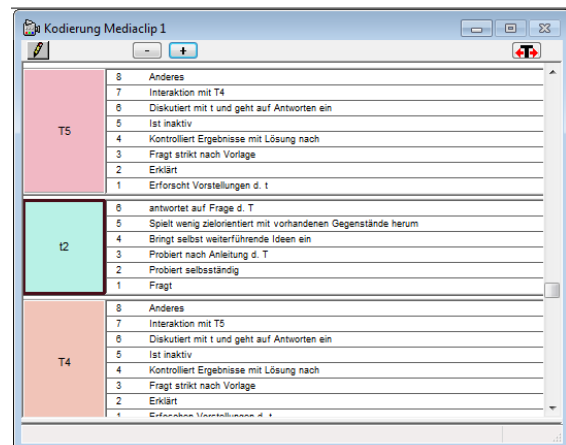 Kodierung Mediaclip 1
- +
T
T5
8 Anderes
7 Interaktion mit T4
6 Diskutiert mit t und geht auf Antworten ein
5 Ist inaktiv
4 Kontrolliert Ergebnisse mit Lösung nach
3 Fragt strikt nach Vorlage
2 Erklärt
1 Erforscht Vorstellungen d. t
t2
6 antwortet auf Frage d. T
5 Spielt wenig zielorientiert mit vorhandenen Gegenstände herum
4 Bringt selbst weiterführende Ideen ein
3 Probiert nach Anleitung d. T
2 Probiert selbsständig
1 Fragt
T4
8 Anderes
7 Interaktion mit T5
6 Diskutiert mit t und geht auf Antworten ein
5 Ist inaktiv
4 Kontrolliert Ergebnisse mit Lösung nach
3 Fragt strikt nach Vorlage
2 Erklärt
1 Vorstellungen d. t